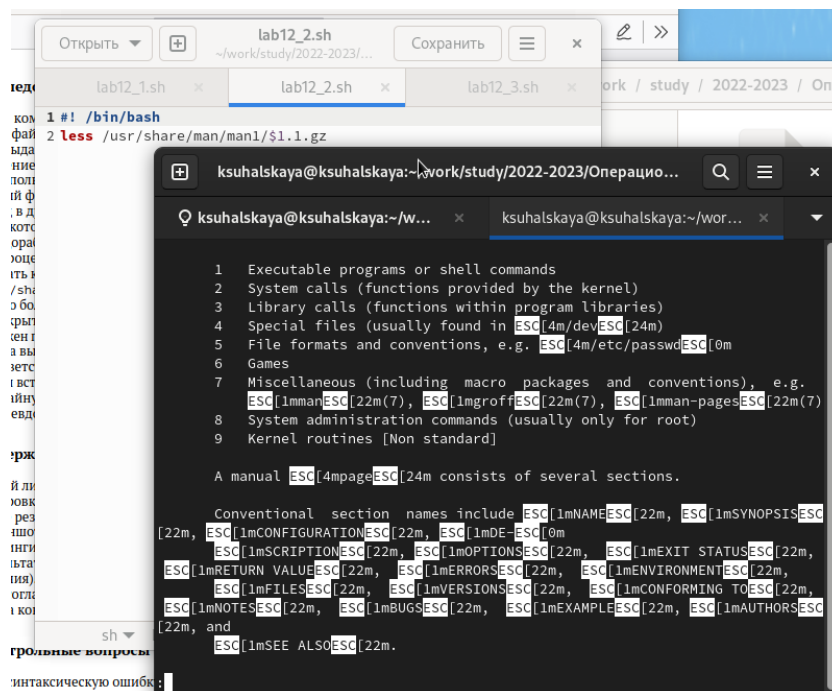 Открыть
lab12_2.sh
~/work/study/2022-2023/...
Сохранить
lab12_1.sh
lab12_2.sh
lab12_3.sh
ork / study / 2022-2023 / Оп
1 #! /bin/bash
2 less /usr/share/man/man1/$1.1.gz
ksuhalskaya@ksuhalskaya:~/work/study/2022-2023/Операцио...
ksuhalskaya@ksuhalskaya:~/w...
ksuhalskaya@ksuhalskaya:~/wor...
1 Executable programs or shell commands
2 System calls (functions provided by the kernel)
3 Library calls (functions within program libraries)
4 Special files (usually found in ESC[4m/devESC[24m)
5 File formats and conventions, e.g. ESC[4m/etc/passwdESC[0m
6 Games
7 Miscellaneous (including macro packages and conventions), e.g.
ESC[1mmanESC[22m(7), ESC[1mgroffESC[22m(7), ESC[1mman-pagesESC[22m(7)
8 System administration commands (usually only for root)
9 Kernel routines [Non standard]
A manual ESC[4mpageESC[24m consists of several sections.
Conventional section names include ESC[1mNAMEESC[22m, ESC[1mSYNOPSISESC
[22m, ESC[1mCONFIGURATIONESC[22m, ESC[1mDE-ESC[0m
ESC[1mSCRIPTIONESC[22m, ESC[1mOPTIONSESC[22m, ESC[1mEXIT STATUSESC[22m,
ESC[1mRETURN VALUEESC[22m, ESC[1mERRORSESC[22m, ESC[1mENVIRONMENTESC[22m,
ESC[1mFILESESC[22m, ESC[1mVERSIONSESC[22m, ESC[1mCONFORMING TOESC[22m,
ESC[1mNOTESESC[22m, ESC[1mBUGSESC[22m, ESC[1mEXAMPLEESC[22m, ESC[1mAUTHORSESC
[22m, and
ESC[1mSEE ALSOESC[22m.
:
sh
трольные вопросы
синтаксическую ошибк